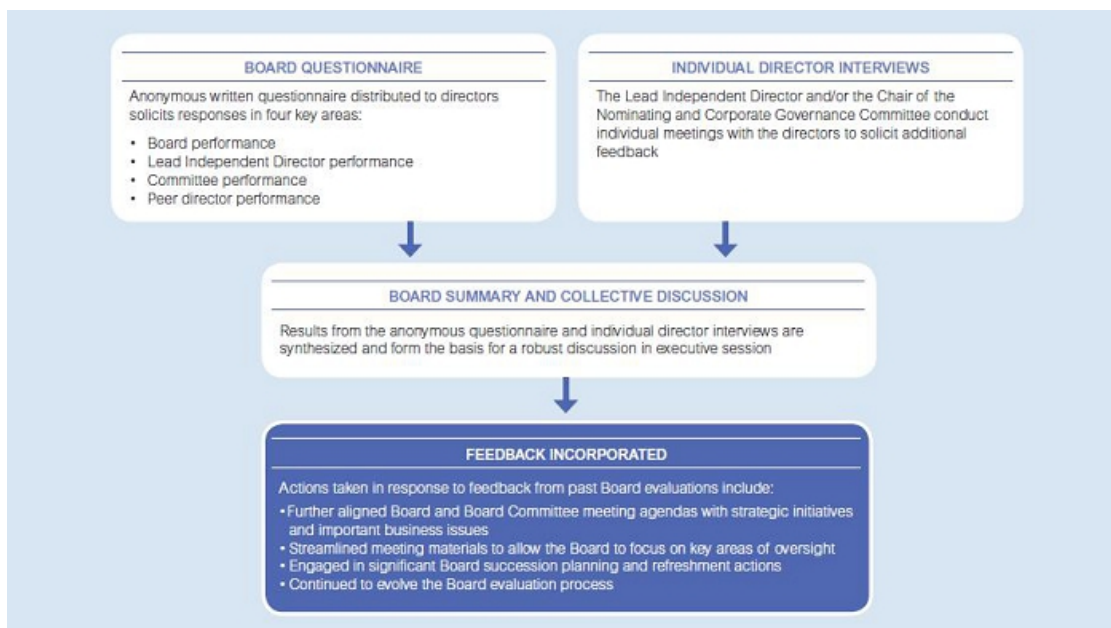 BOARD QUESTIONNAIRE
Anonymous written questionnaire distributed to directors
solicits responses in four key areas:
• Board performance
• Lead Independent Director performance
• Committee performance
• Peer director performance
INDIVIDUAL DIRECTOR INTERVIEWS
The Lead Independent Director and/or the Chair of the
Nominating and Corporate Governance Committee conduct
individual meetings with the directors to solicit additional
feedback
BOARD SUMMARY AND COLLECTIVE DISCUSSION
Results from the anonymous questionnaire and individual director interviews are
synthesized and form the basis for a robust discussion in executive session
FEEDBACK INCORPORATED
Actions taken in response to feedback from past Board evaluations include:
• Further aligned Board and Board Committee meeting agendas with strategic initiatives
and important business issues
• Streamlined meeting materials to allow the Board to focus on key areas of oversight
• Engaged in significant Board succession planning and refreshment actions
• Continued to evolve the Board evaluation process